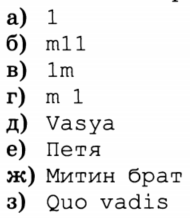 а) 1
б) m11
в) 1m
г) m 1
д) Vasya
е) Петя
ж) Митин брат
з) Quo vadis